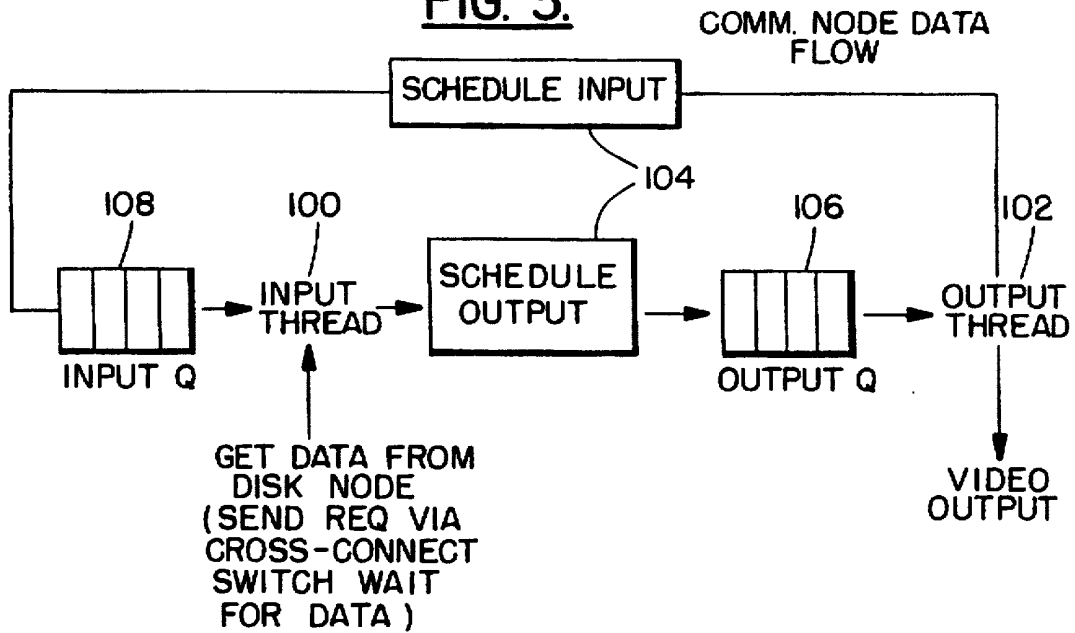 FIG. 5.
COMM. NODE DATA
FLOW
SCHEDULE INPUT
104
108
100
106
102
INPUT
THREAD
SCHEDULE
OUTPUT
OUTPUT
THREAD
INPUT Q
OUTPUT Q
GET DATA FROM
DISK NODE
(SEND REQ VIA
CROSS-CONNECT
SWITCH WAIT
FOR DATA)
VIDEO
OUTPUT